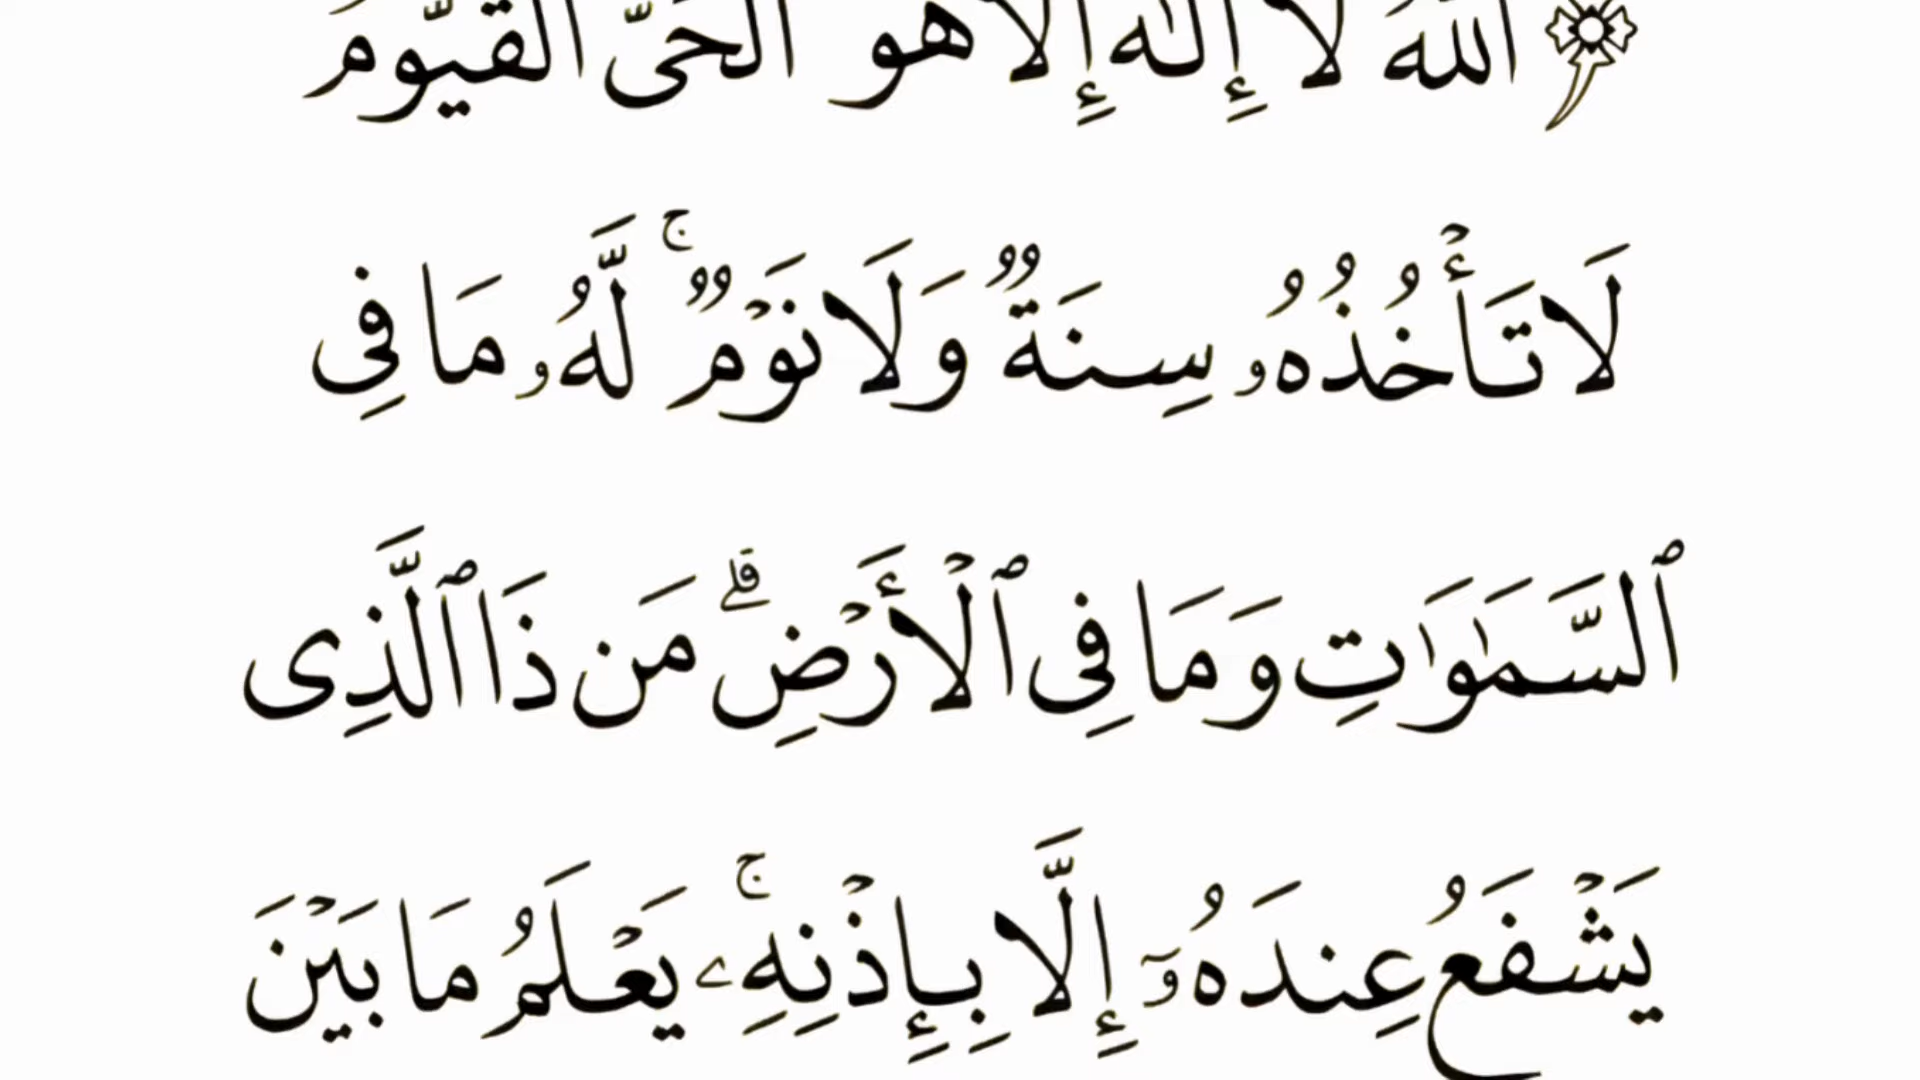 ٱللَّهُ لَا إِلَـٰهَ إِلَّا هُوَ ٱلْحَىُّ ٱلْقَيُّومُ
لَا تَأْخُذُهُۥ سِنَةٌ وَلَا نَوْمٌ ۚ لَّهُۥ مَا فِى
ٱلسَّمَـٰوَٰتِ وَمَا فِى ٱلْأَرْضِ ۗ مَن ذَا ٱلَّذِى
يَشْفَعُ عِندَهُۥٓ إِلَّا بِإِذْنِهِۦ ۚ يَعْلَمُ مَا بَيْنَ